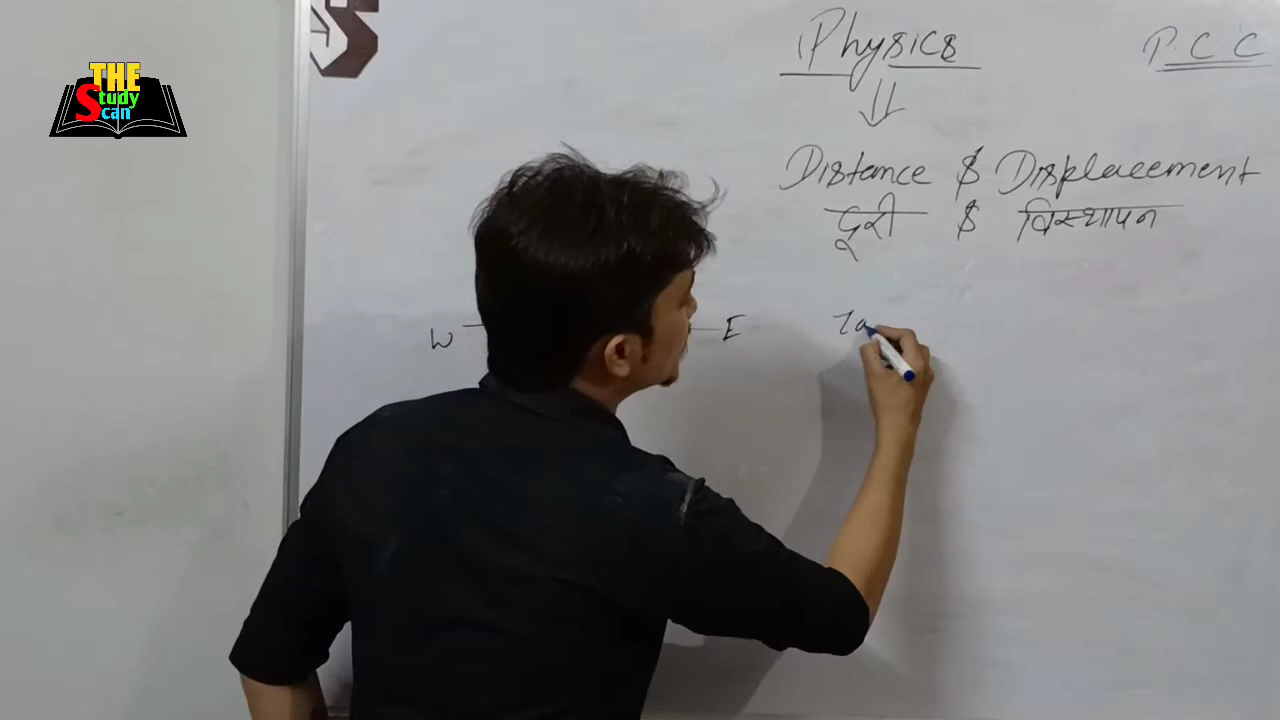 THE
Study
Scan
S
Physics
P.C.C
Distance & Displacement
दूरी & विस्थापन
W
E